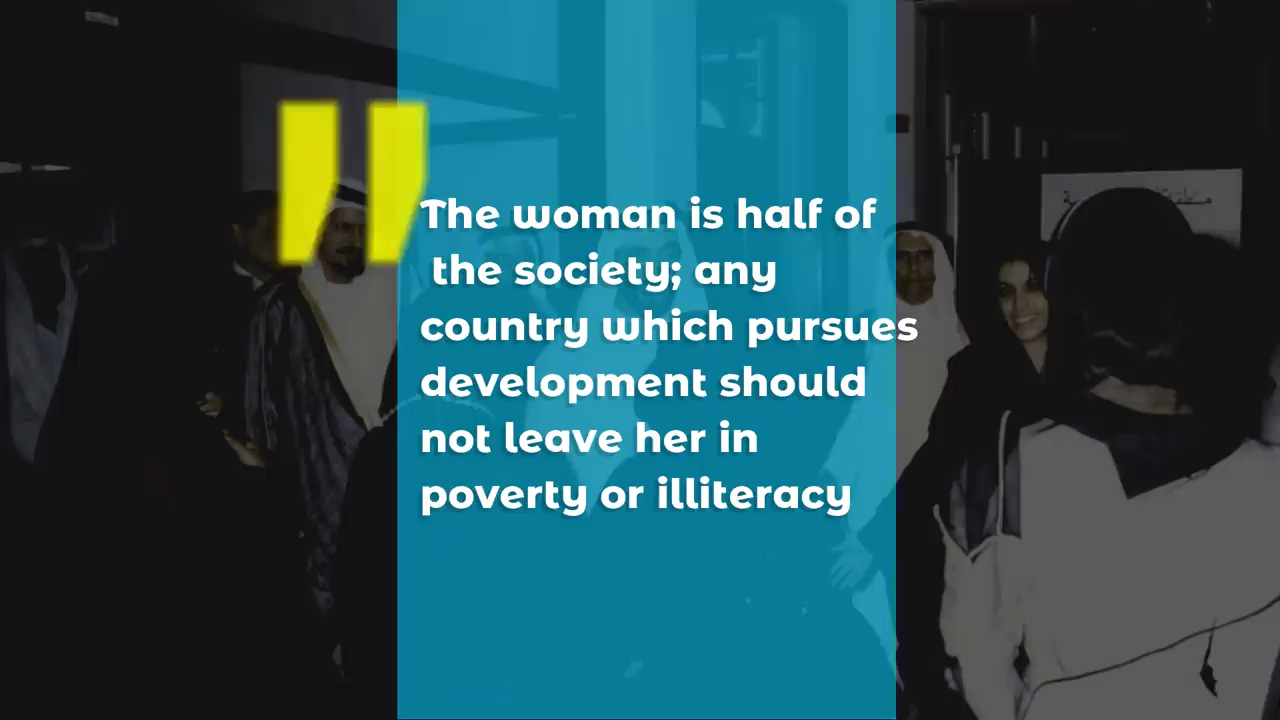 "
The woman is half of
the society; any
country which pursues
development should
not leave her in
poverty or illiteracy